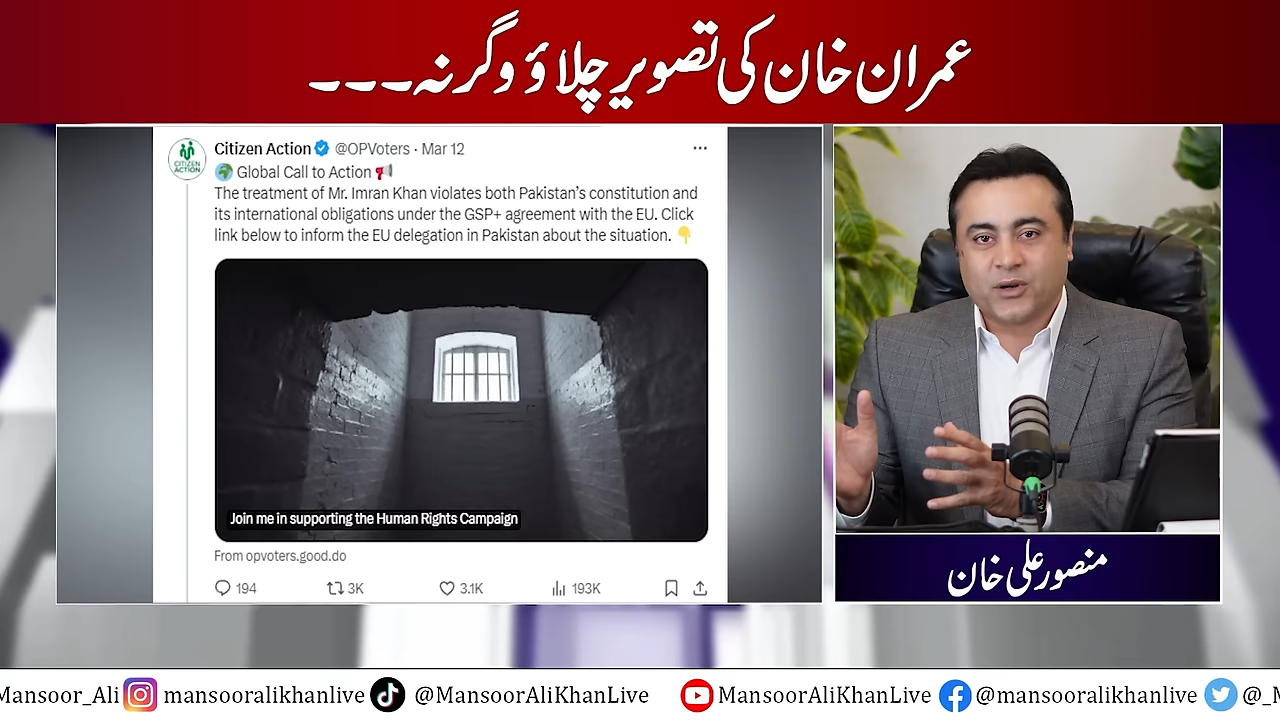 عمران خان کی تصویر چلاؤ وگرنہ۔۔۔
CITIZEN
ACTION
Citizen Action @OPVoters · Mar 12
🌍 Global Call to Action 📢
The treatment of Mr. Imran Khan violates both Pakistan's constitution and
its international obligations under the GSP+ agreement with the EU. Click
link below to inform the EU delegation in Pakistan about the situation. 👇
Join me in supporting the Human Rights Campaign
From opvoters.good.do
194 3K 3.1K 193K
منصور علی خان
Mansoor_Ali mansooralikhanlive @MansoorAliKhanLive MansoorAliKhanLive @mansooralikhanlive @_M